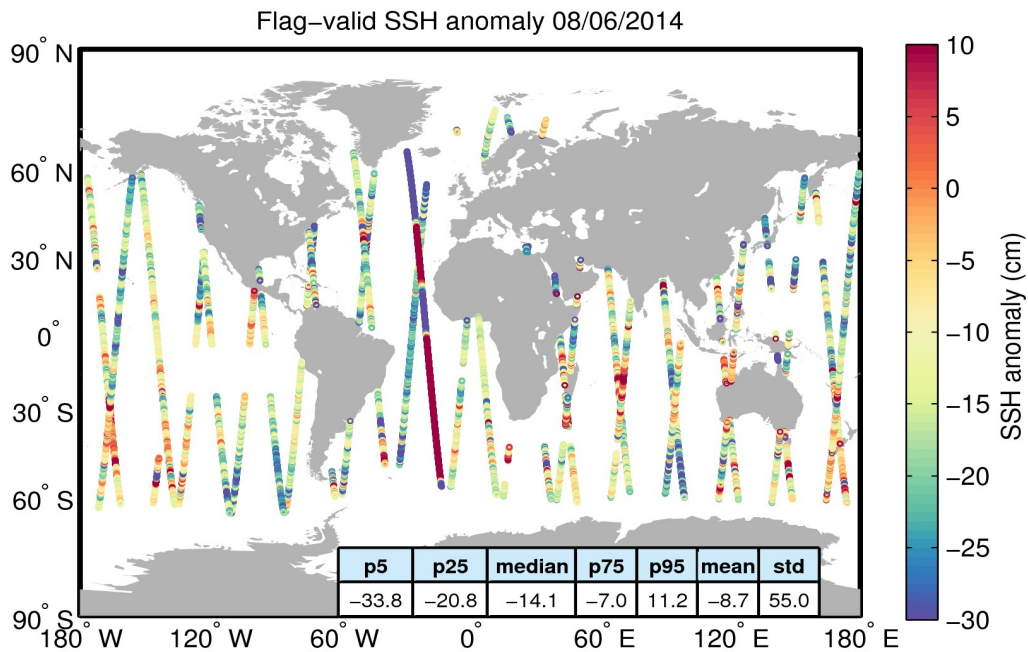 Flag−valid SSH anomaly 08/06/2014
90° N
60° N
30° N
0°
30° S
60° S
90° S
180° W
120° W
60° W
0°
60° E
120° E
180° E
p5 p25 median p75 p95 mean std
−33.8 −20.8 −14.1 −7.0 11.2 −8.7 55.0
10
5
0
−5
−10
−15
−20
−25
−30
SSH anomaly (cm)